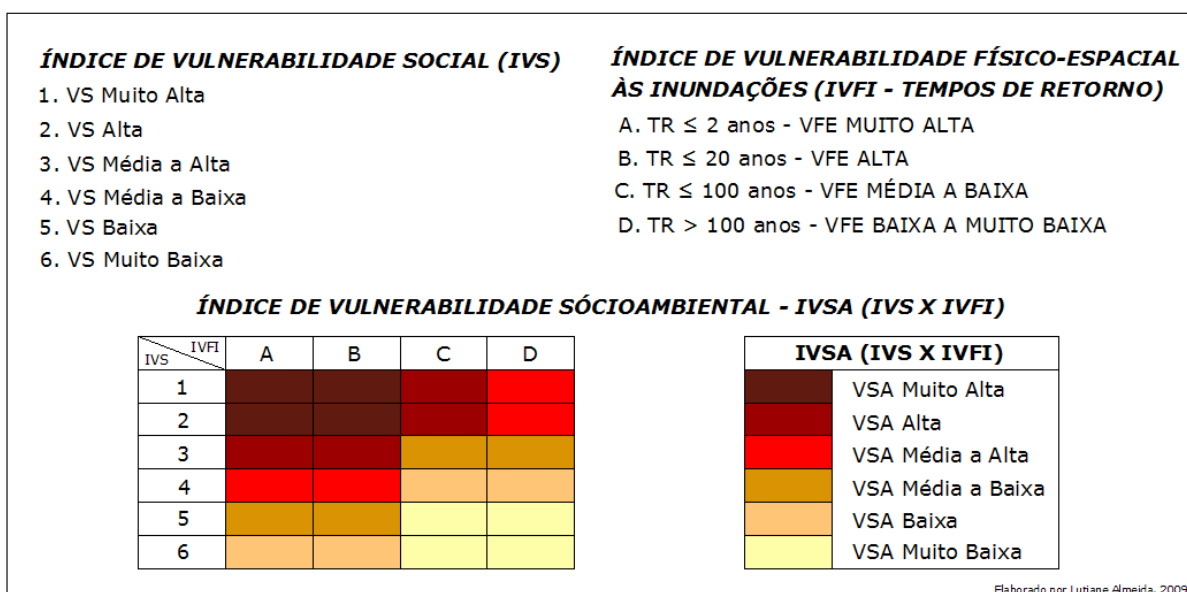 ÍNDICE DE VULNERABILIDADE SOCIAL (IVS)
1. VS Muito Alta
2. VS Alta
3. VS Média a Alta
4. VS Média a Baixa
5. VS Baixa
6. VS Muito Baixa
ÍNDICE DE VULNERABILIDADE FÍSICO-ESPACIAL
ÀS INUNDAÇÕES (IVFI - TEMPOS DE RETORNO)
A. TR ≤ 2 anos - VFE MUITO ALTA
B. TR ≤ 20 anos - VFE ALTA
C. TR ≤ 100 anos - VFE MÉDIA A BAIXA
D. TR > 100 anos - VFE BAIXA A MUITO BAIXA
ÍNDICE DE VULNERABILIDADE SÓCIOAMBIENTAL - IVSA (IVS X IVFI)
IVS IVFI A B C D
1
2
3
4
5
6
IVSA (IVS X IVFI)
VSA Muito Alta
VSA Alta
VSA Média a Alta
VSA Média a Baixa
VSA Baixa
VSA Muito Baixa
Elaborado por Lutiane Almeida, 2009